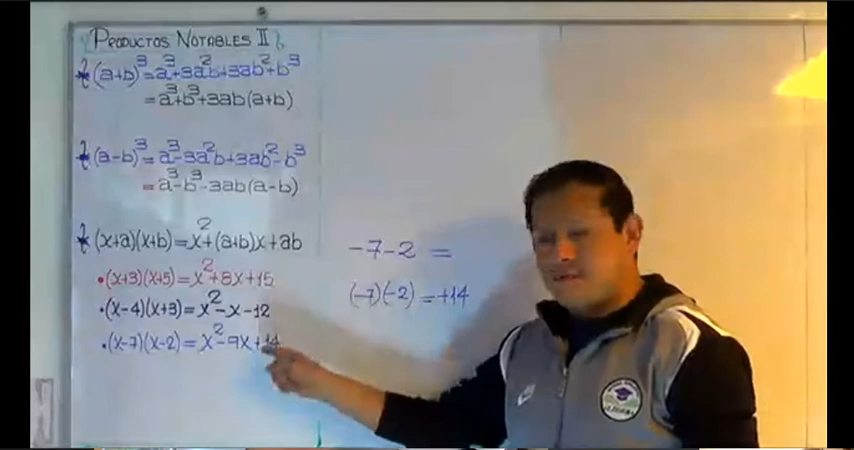 PRODUCTOS NOTABLES II
* (a+b)³=a³+3a²b+3ab²+b³
=a³+b³+3ab(a+b)
* (a-b)³=a³-3a²b+3ab²-b³
=a³-b³-3ab(a-b)
* (x+a)(x+b)=x²+(a+b)x+ab
•(x+3)(x+5)=x²+8x+15
•(x-4)(x+3)=x²-x-12
•(x-7)(x-2)=x²-9x+14
-7-2 =
(-7)(-2)=+14